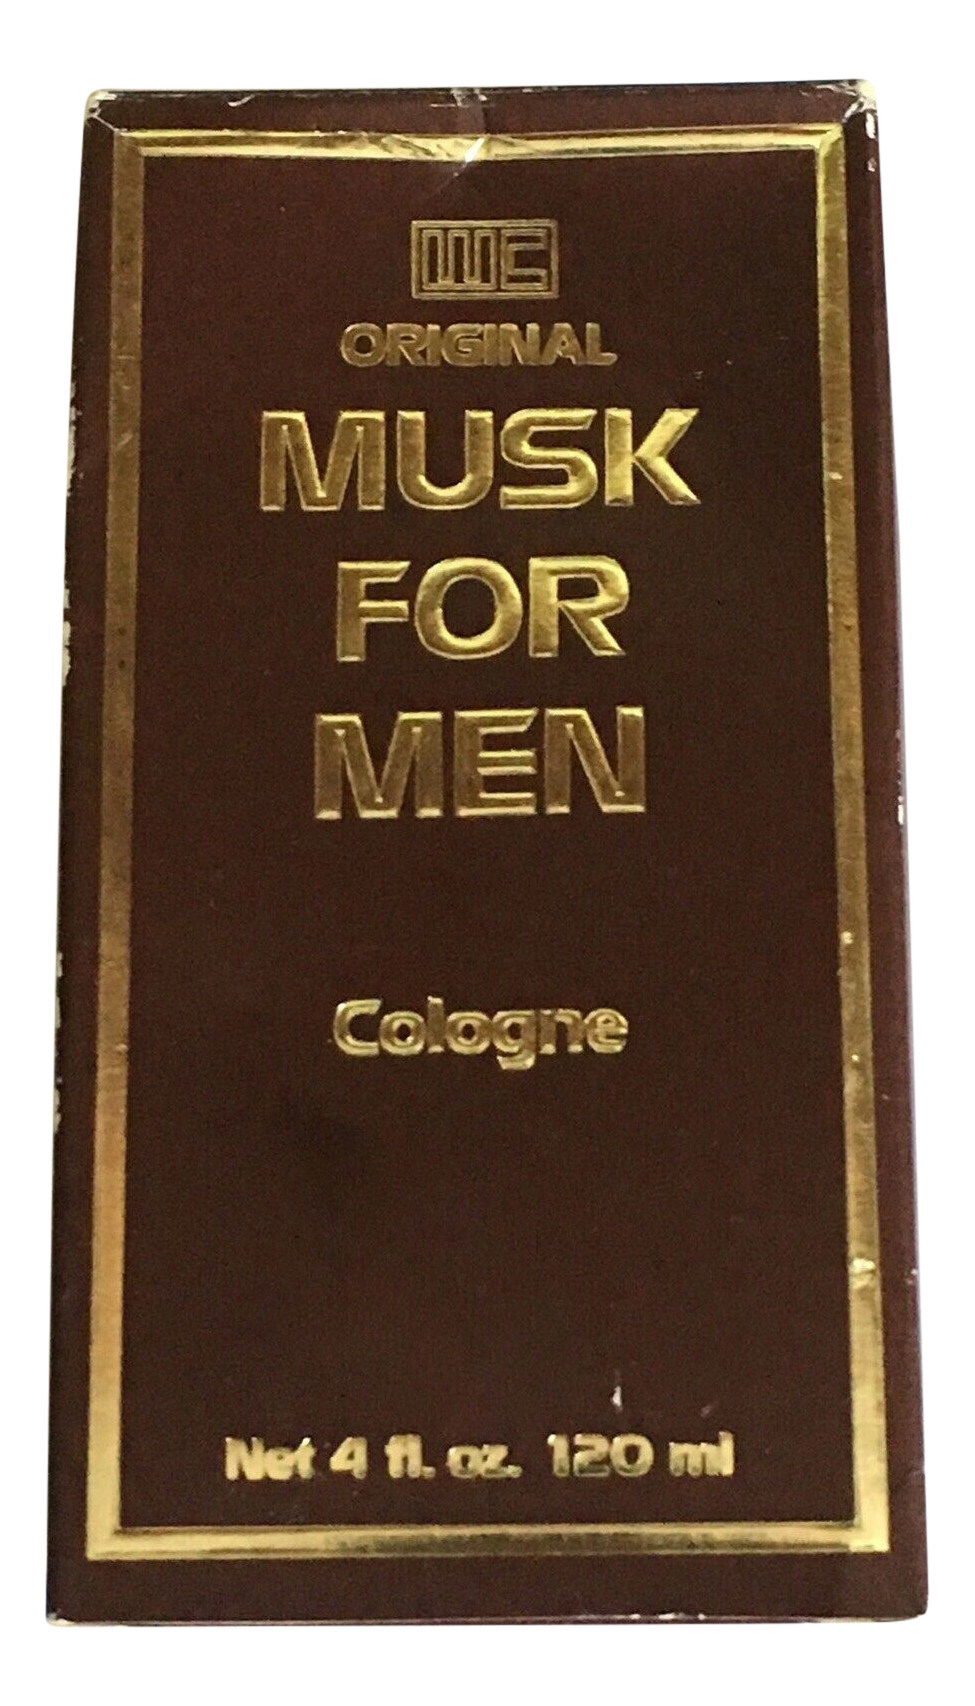 ORIGINAL
MUSK
FOR
MEN
Cologne
Net 4 fl. oz. 120 ml